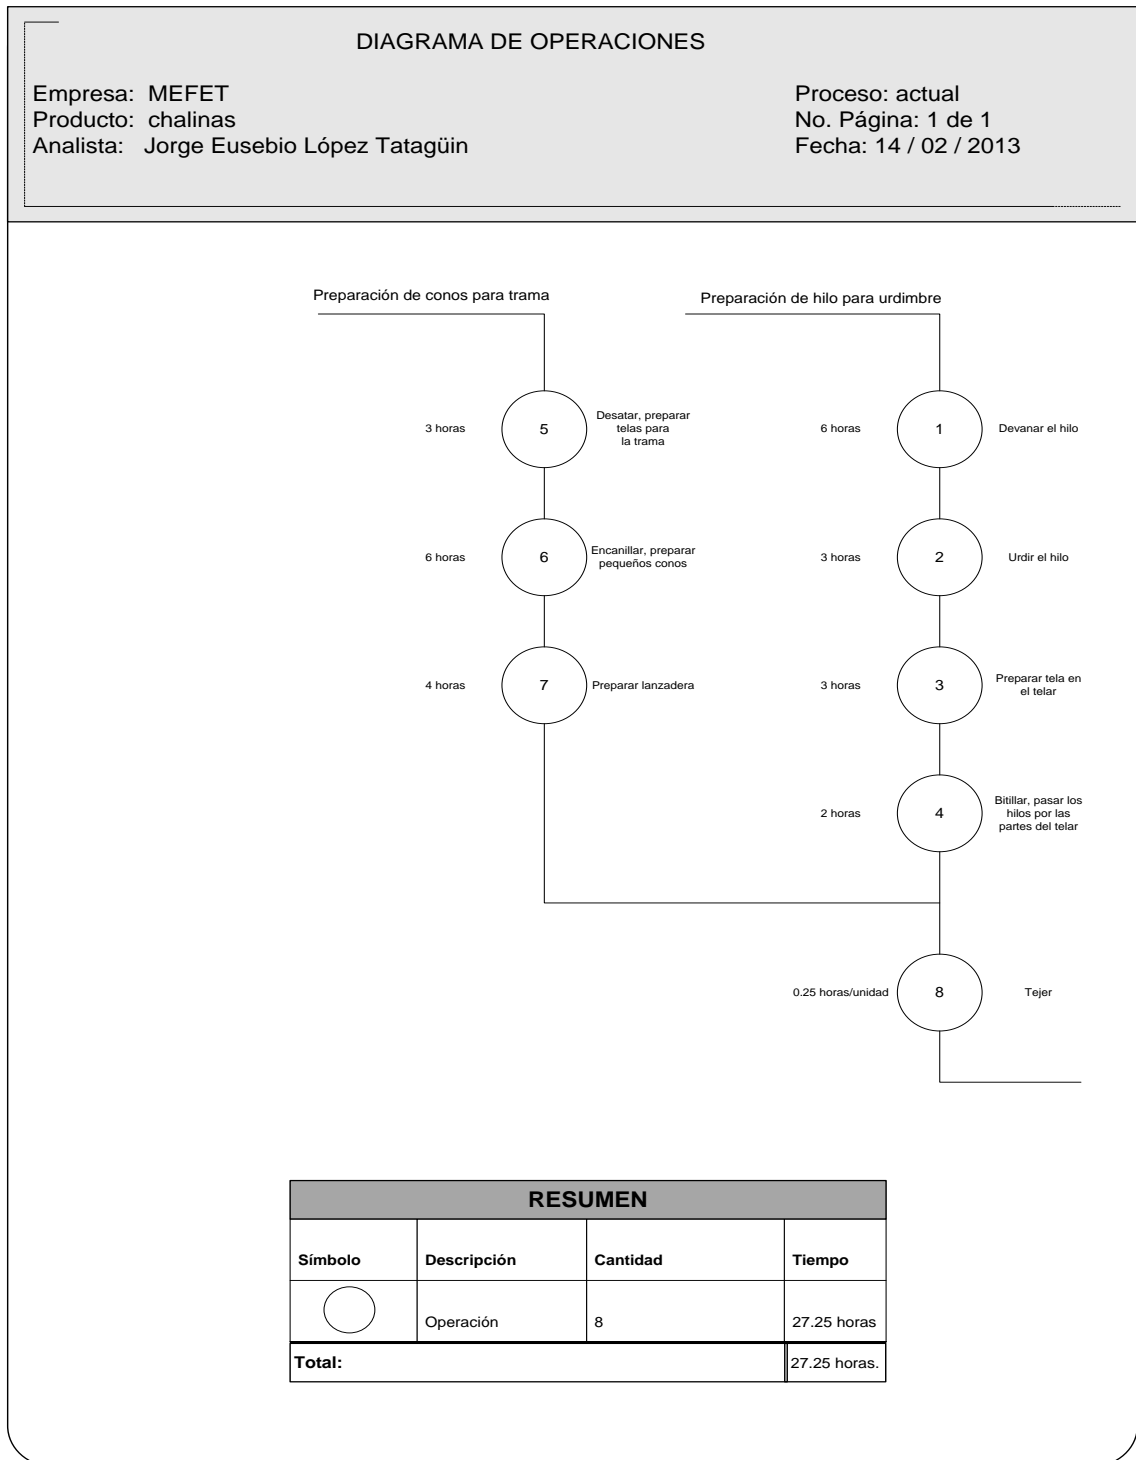 DIAGRAMA DE OPERACIONES
Empresa: MEFET
Producto: chalinas
Analista: Jorge Eusebio López Tatagüin
Proceso: actual
No. Página: 1 de 1
Fecha: 14 / 02 / 2013
Preparación de conos para trama
Preparación de hilo para urdimbre
3 horas
5
Desatar, preparar
telas para
la trama
6 horas
1
Devanar el hilo
6 horas
6
Encanillar, preparar
pequeños conos
3 horas
2
Urdir el hilo
4 horas
7
Preparar lanzadera
3 horas
3
Preparar tela en
el telar
2 horas
4
Bitillar, pasar los
hilos por las
partes del telar
0.25 horas/unidad
8
Tejer
RESUMEN
Símbolo Descripción Cantidad Tiempo
Operación 8 27.25 horas
Total: 27.25 horas.